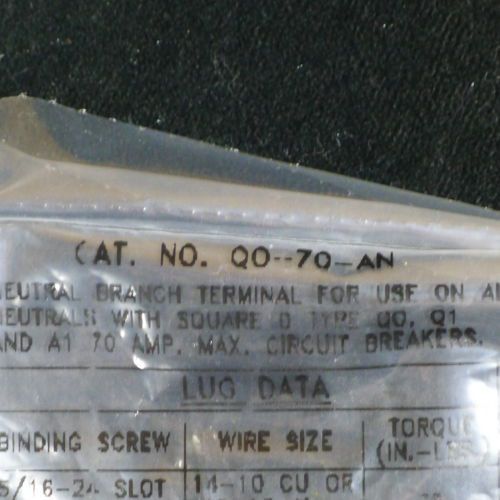 CAT. NO. QO--70-AN
NEUTRAL BRANCH TERMINAL FOR USE ON
NEUTRALS WITH SQUARE D TYPE QO, Q1
AND A1 70 AMP. MAX. CIRCUIT BREAKERS.
LUG DATA
BINDING SCREW WIRE SIZE TORQUE (IN.-LBS)
5/16-24 SLOT 14-10 CU OR